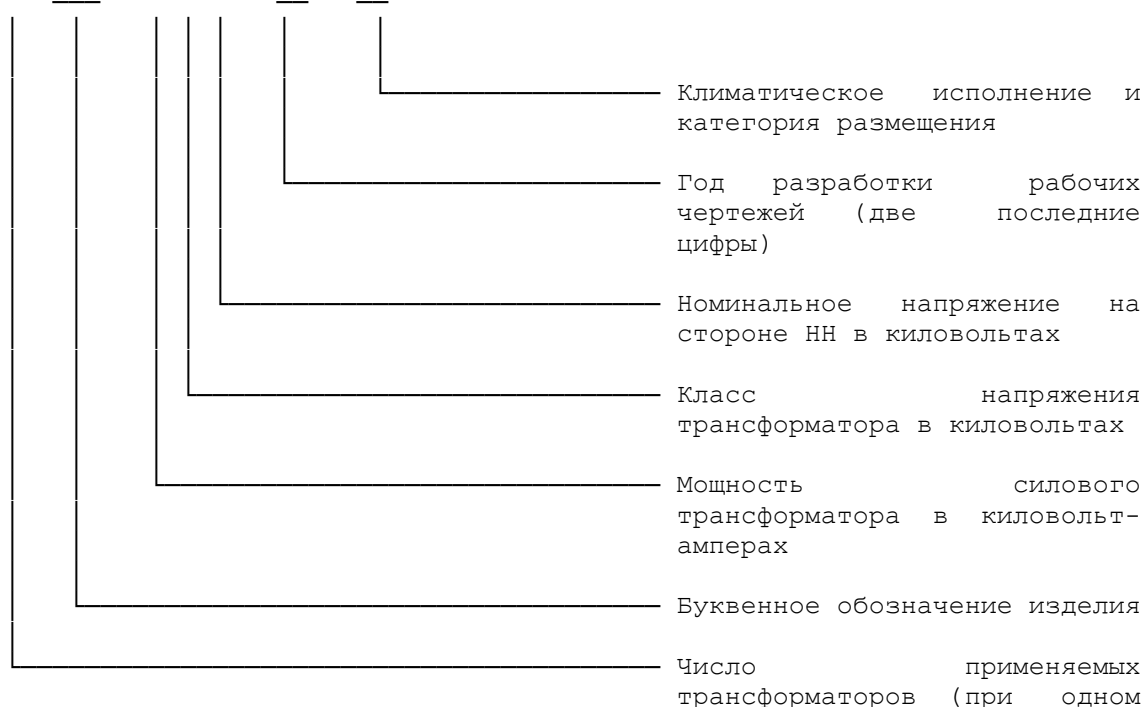 Климатическое исполнение и
категория размещения
Год разработки рабочих
чертежей (две последние
цифры)
Номинальное напряжение на
стороне НН в киловольтах
Класс напряжения
трансформатора в киловольтах
Мощность силового
трансформатора в киловольт-
амперах
Буквенное обозначение изделия
Число применяемых
трансформаторов (при одном